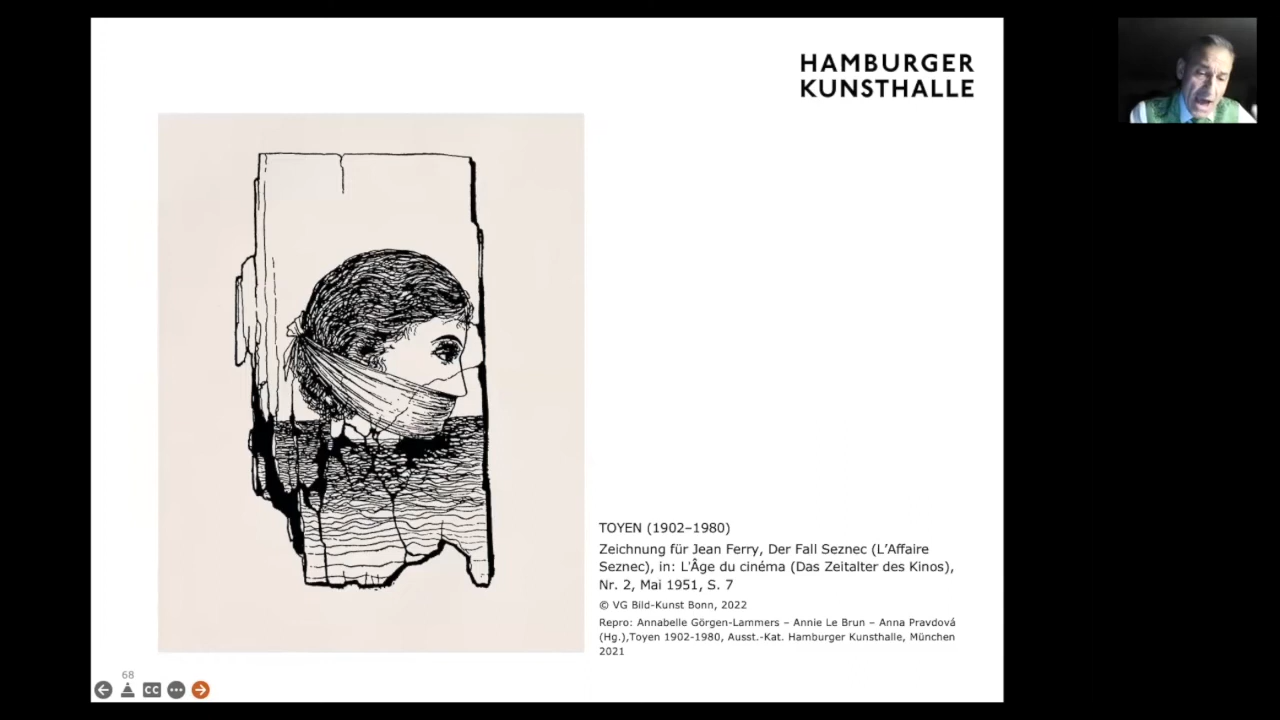 HAMBURGER
KUNSTHALLE
TOYEN (1902–1980)
Zeichnung für Jean Ferry, Der Fall Seznec (L’Affaire
Seznec), in: L'Âge du cinéma (Das Zeitalter des Kinos),
Nr. 2, Mai 1951, S. 7
© VG Bild-Kunst Bonn, 2022
Repro: Annabelle Görgen-Lammers – Annie Le Brun – Anna Pravdová
(Hg.),Toyen 1902-1980, Ausst.-Kat. Hamburger Kunsthalle, München
2021
68
CC